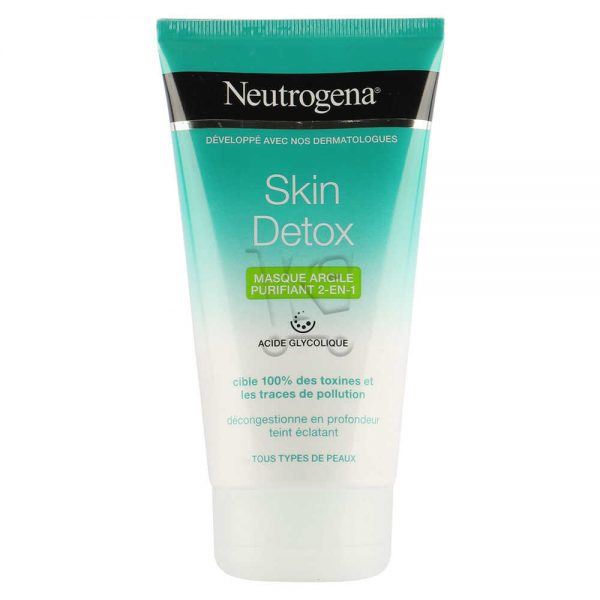 Neutrogena®
DÉVELOPPÉ AVEC NOS DERMATOLOGUES
Skin
Detox
MASQUE ARGILE
PURIFIANT 2-EN-1
ACIDE GLYCOLIQUE
cible 100% des toxines et
les traces de pollution
décongestionne en profondeur
teint éclatant
TOUS TYPES DE PEAUX